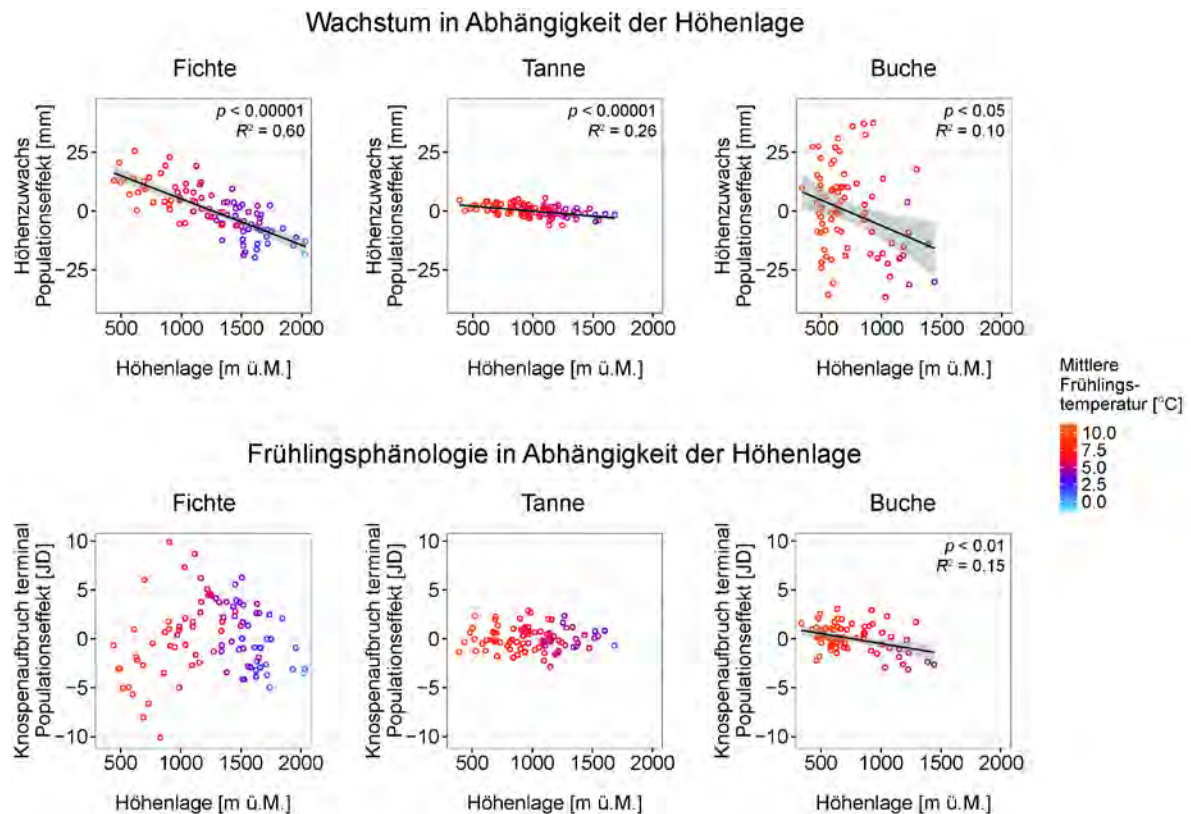 Wachstum in Abhängigkeit der Höhenlage
Fichte
Tanne
Buche
Höhenzuwachs
Populationseffekt [mm]
25
0
−25
p < 0.00001
R² = 0.60
500 1000 1500 2000
Höhenlage [m ü.M.]
Höhenzuwachs
Populationseffekt [mm]
25
0
−25
p < 0.00001
R² = 0.26
500 1000 1500 2000
Höhenlage [m ü.M.]
Höhenzuwachs
Populationseffekt [mm]
25
0
−25
p < 0.05
R² = 0.10
500 1000 1500 2000
Höhenlage [m ü.M.]
Mittlere
Frühlings-
temperatur [°C]
10.0
7.5
5.0
2.5
0.0
Frühlingsphänologie in Abhängigkeit der Höhenlage
Fichte
Tanne
Buche
Knospenaufbruch terminal
Populationseffekt [JD]
10
5
0
−5
−10
500 1000 1500 2000
Höhenlage [m ü.M.]
Knospenaufbruch terminal
Populationseffekt [JD]
10
5
0
−5
−10
500 1000 1500 2000
Höhenlage [m ü.M.]
Knospenaufbruch terminal
Populationseffekt [JD]
10
5
0
−5
−10
p < 0.01
R² = 0.15
500 1000 1500 2000
Höhenlage [m ü.M.]